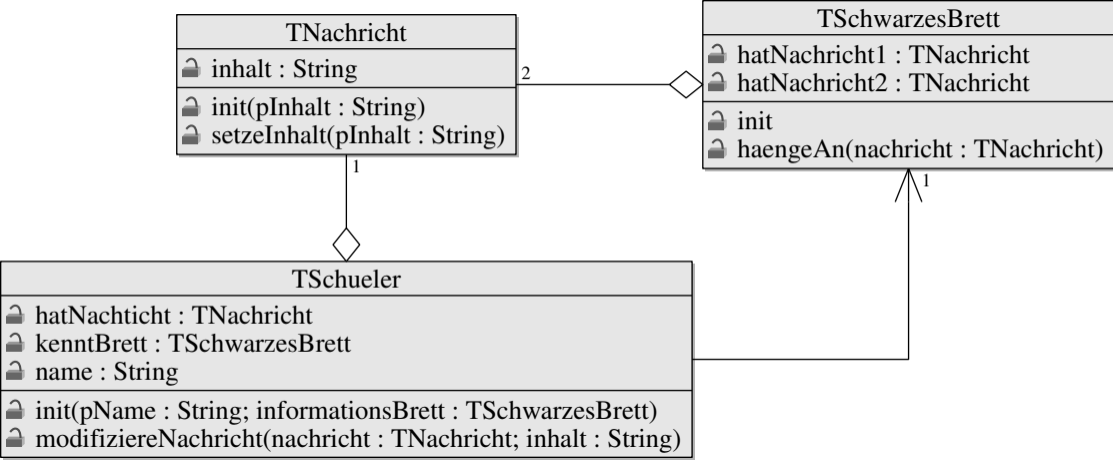 TNachricht
inhalt : String
init(pInhalt : String)
setzeInhalt(pInhalt : String)
2
1
TSchwarzesBrett
hatNachricht1 : TNachricht
hatNachricht2 : TNachricht
init
haengeAn(nachricht : TNachricht)
1
TSchueler
hatNachticht : TNachricht
kenntBrett : TSchwarzesBrett
name : String
init(pName : String; informationsBrett : TSchwarzesBrett)
modifiziereNachricht(nachricht : TNachricht; inhalt : String)